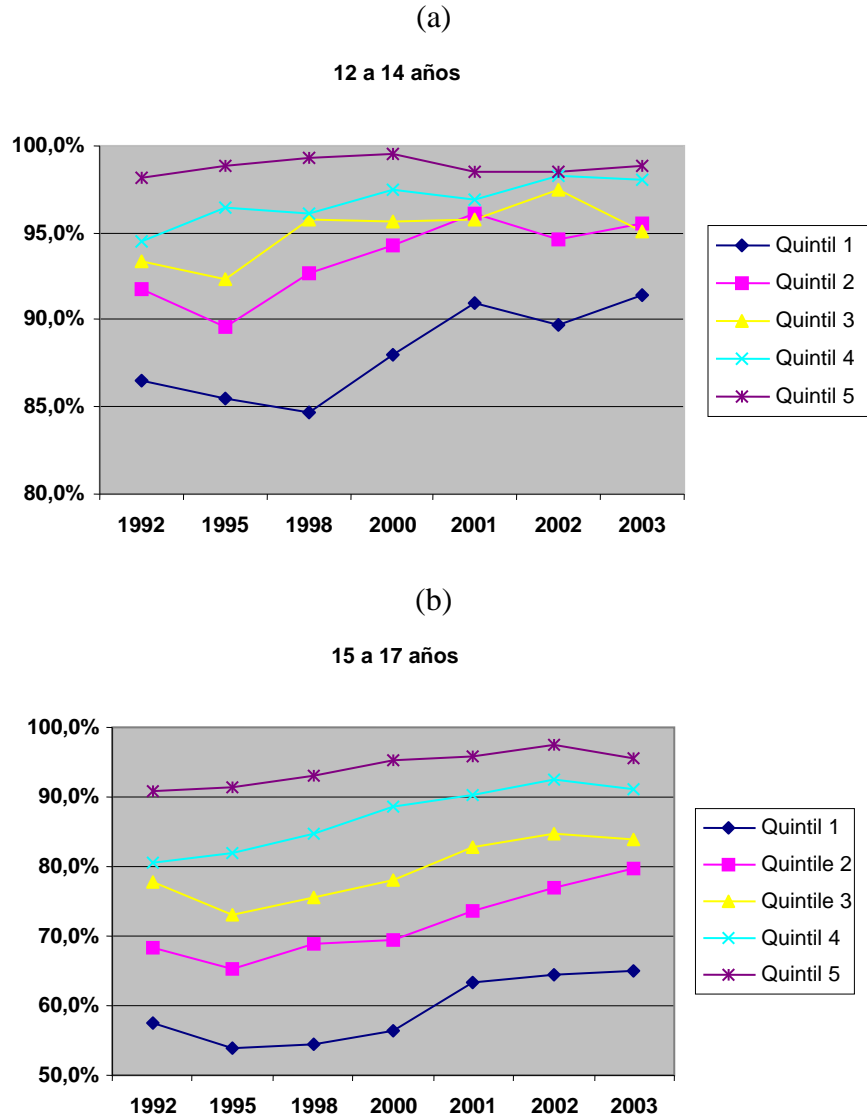 (a)
12 a 14 años
100,0%
95,0%
90,0%
85,0%
80,0%
1992 1995 1998 2000 2001 2002 2003
Quintil 1
Quintil 2
Quintil 3
Quintil 4
Quintil 5
(b)
15 a 17 años
100,0%
90,0%
80,0%
70,0%
60,0%
50,0%
1992 1995 1998 2000 2001 2002 2003
Quintil 1
Quintile 2
Quintile 3
Quintil 4
Quintil 5